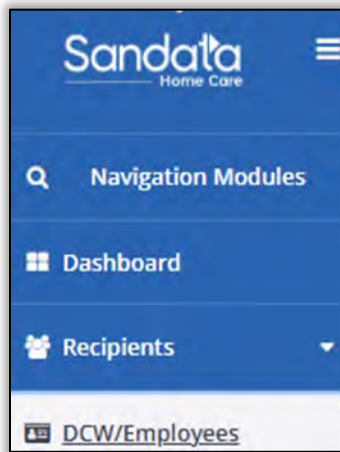 Sandata
Home Care
Navigation Modules
Dashboard
Recipients
DCW/Employees